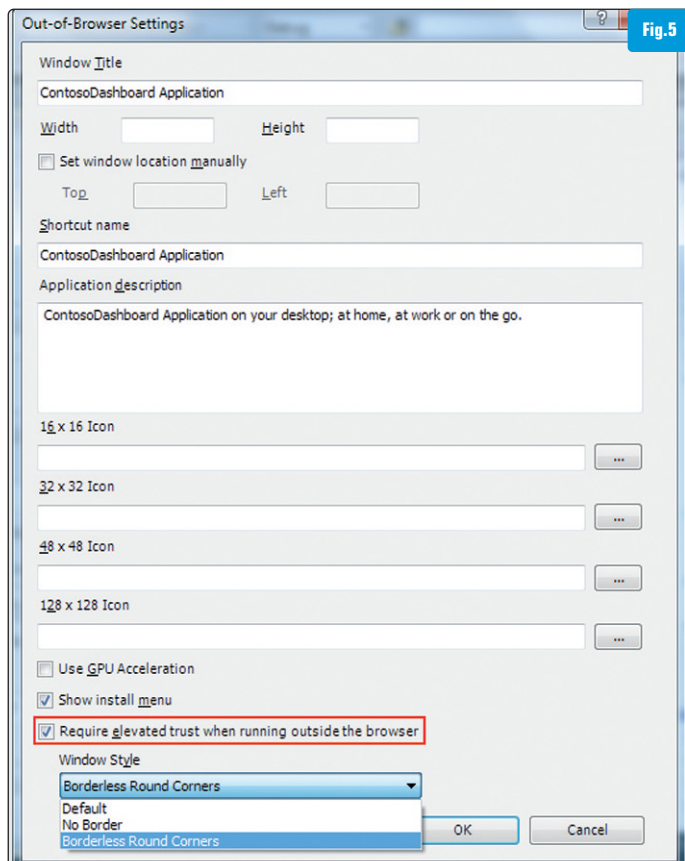 Out-of-Browser Settings
?
Fig.5
Window Title
ContosoDashboard Application
Width
Height
Set window location manually
Top
Left
Shortcut name
ContosoDashboard Application
Application description
ContosoDashboard Application on your desktop; at home, at work or on the go.
16 x 16 Icon
...
32 x 32 Icon
...
48 x 48 Icon
...
128 x 128 Icon
...
Use GPU Acceleration
Show install menu
Require elevated trust when running outside the browser
Window Style
Borderless Round Corners
Default
No Border
Borderless Round Corners
OK
Cancel